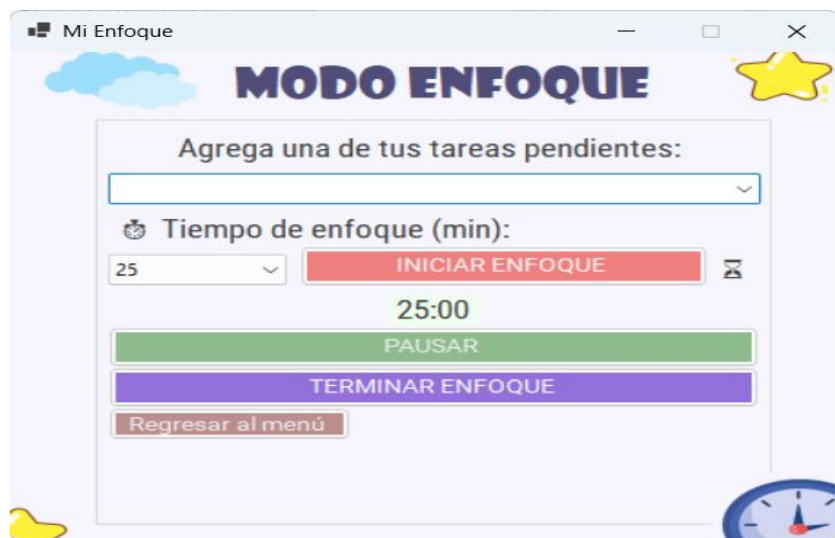 Mi Enfoque
MODO ENFOQUE
Agrega una de tus tareas pendientes:
Tiempo de enfoque (min):
25
INICIAR ENFOQUE
25:00
PAUSAR
TERMINAR ENFOQUE
Regresar al menú